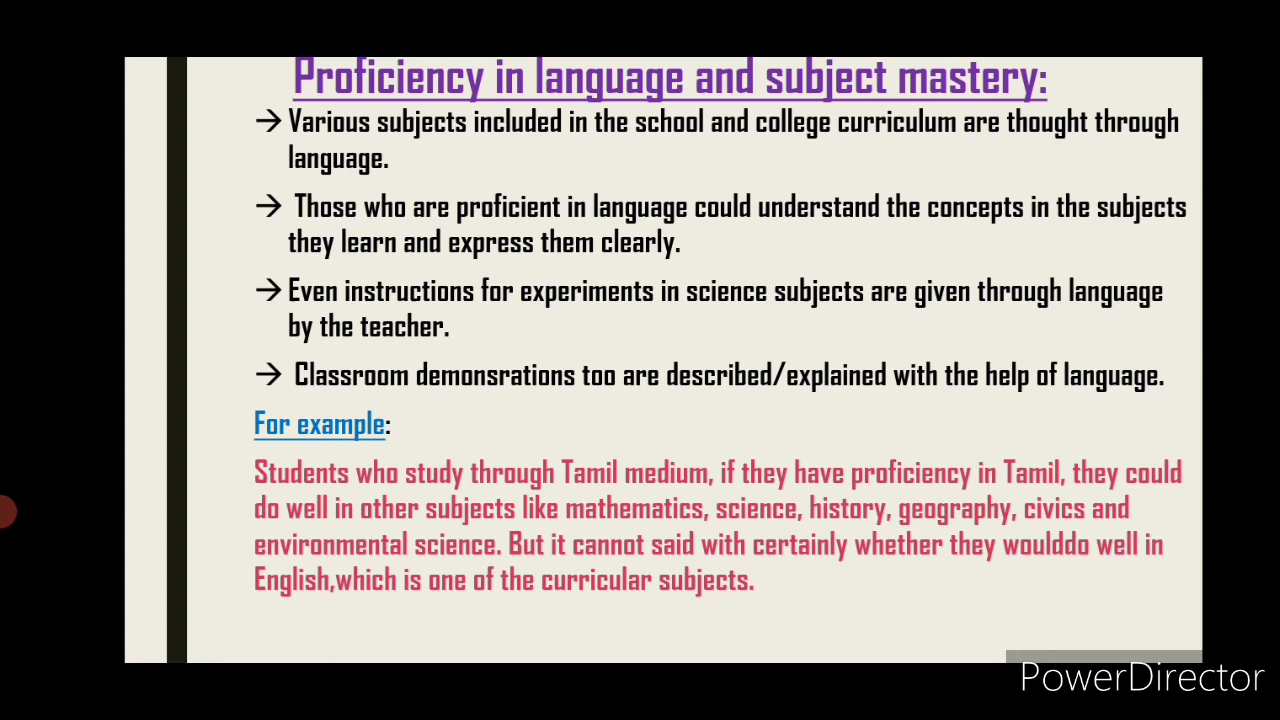 Proficiency in language and subject mastery:
→ Various subjects included in the school and college curriculum are thought through
language.
→ Those who are proficient in language could understand the concepts in the subjects
they learn and express them clearly.
→ Even instructions for experiments in science subjects are given through language
by the teacher.
→ Classroom demonsrations too are described/explained with the help of language.
For example:
Students who study through Tamil medium, if they have proficiency in Tamil, they could
do well in other subjects like mathematics, science, history, geography, civics and
environmental science. But it cannot said with certainly whether they woulddo well in
English,which is one of the curricular subjects.
PowerDirector